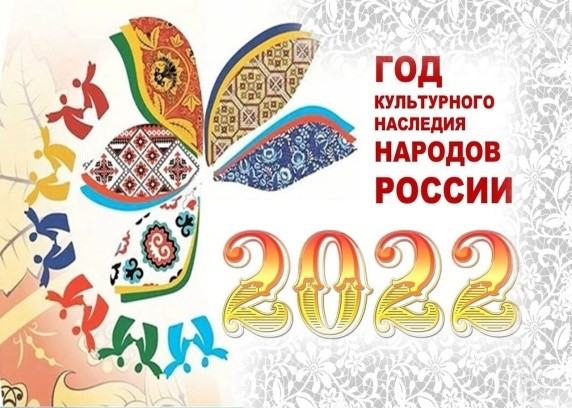 ГОД
КУЛЬТУРНОГО
НАСЛЕДИЯ
НАРОДОВ
РОССИИ
2022